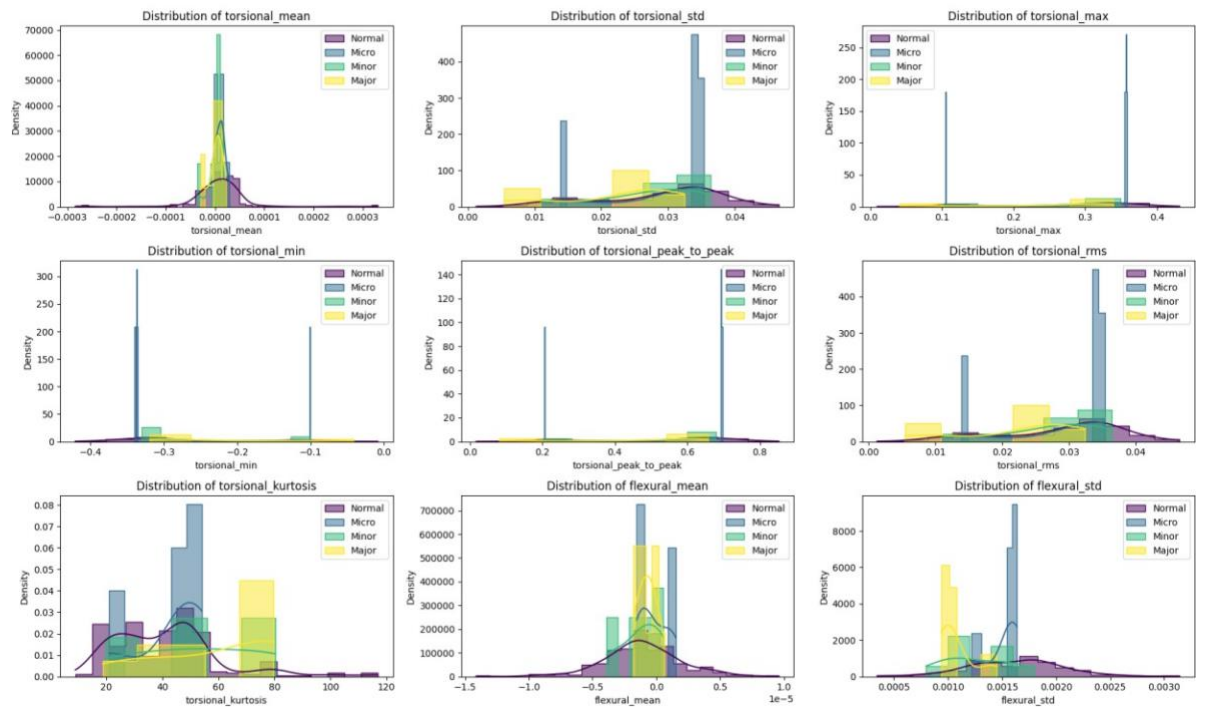 Distribution of torsional_mean
70000
60000
50000
40000
30000
20000
10000
0
Density
Normal
Micro
Minor
Major
−0.0003 −0.0002 −0.0001 0.0000 0.0001 0.0002 0.0003
torsional_mean
Distribution of torsional_std
400
300
200
100
0
Density
Normal
Micro
Minor
Major
0.00 0.01 0.02 0.03 0.04
torsional_std
Distribution of torsional_max
250
200
150
100
50
0
Density
Normal
Micro
Minor
Major
0.0 0.1 0.2 0.3 0.4
torsional_max
Distribution of torsional_min
300
250
200
150
100
50
0
Density
Normal
Micro
Minor
Major
−0.4 −0.3 −0.2 −0.1 0.0
torsional_min
Distribution of torsional_peak_to_peak
140
120
100
80
60
40
20
0
Density
Normal
Micro
Minor
Major
0.0 0.2 0.4 0.6 0.8
torsional_peak_to_peak
Distribution of torsional_rms
400
300
200
100
0
Density
Normal
Micro
Minor
Major
0.00 0.01 0.02 0.03 0.04
torsional_rms
Distribution of torsional_kurtosis
0.08
0.07
0.06
0.05
0.04
0.03
0.02
0.01
0.00
Density
Normal
Micro
Minor
Major
20 40 60 80 100 120
torsional_kurtosis
Distribution of flexural_mean
700000
600000
500000
400000
300000
200000
100000
0
Density
Normal
Micro
Minor
Major
−1.5 −1.0 −0.5 0.0 0.5 1.0
1e−5
flexural_mean
Distribution of flexural_std
8000
6000
4000
2000
0
Density
Normal
Micro
Minor
Major
0.0005 0.0010 0.0015 0.0020 0.0025 0.0030
flexural_std